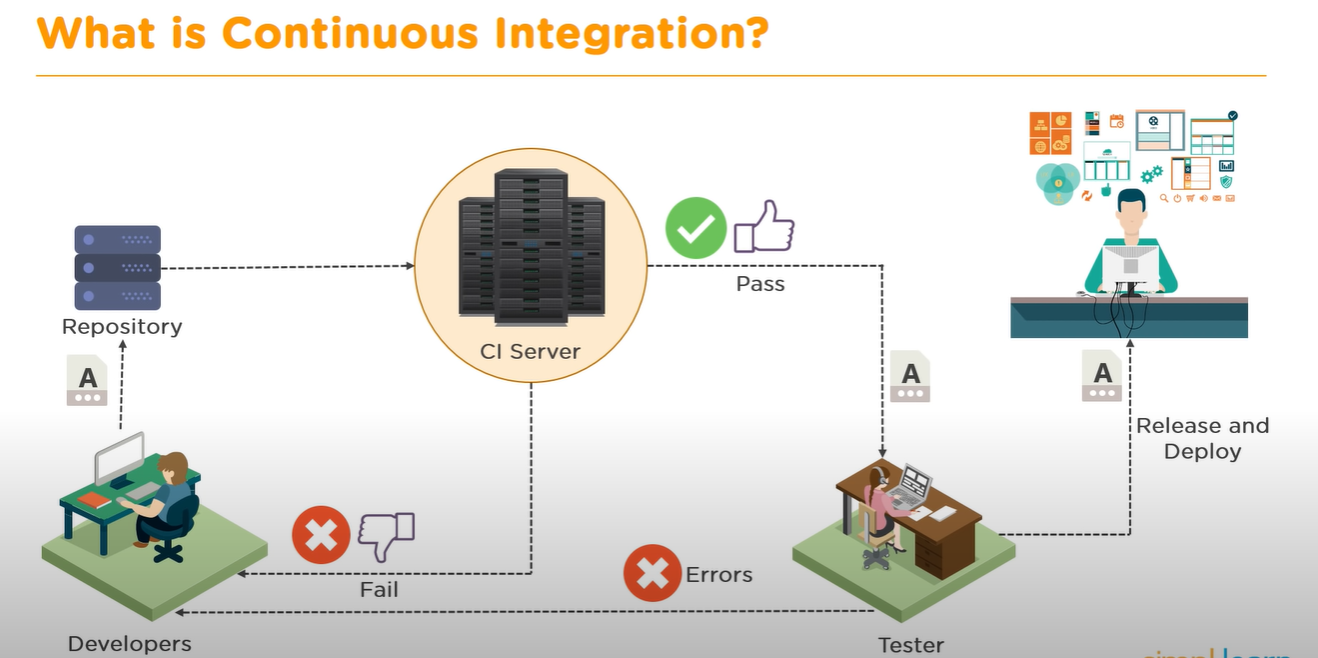 What is Continuous Integration?
Repository
CI Server
Pass
A
A
A
Release and
Deploy
Fail
Errors
Developers
Tester